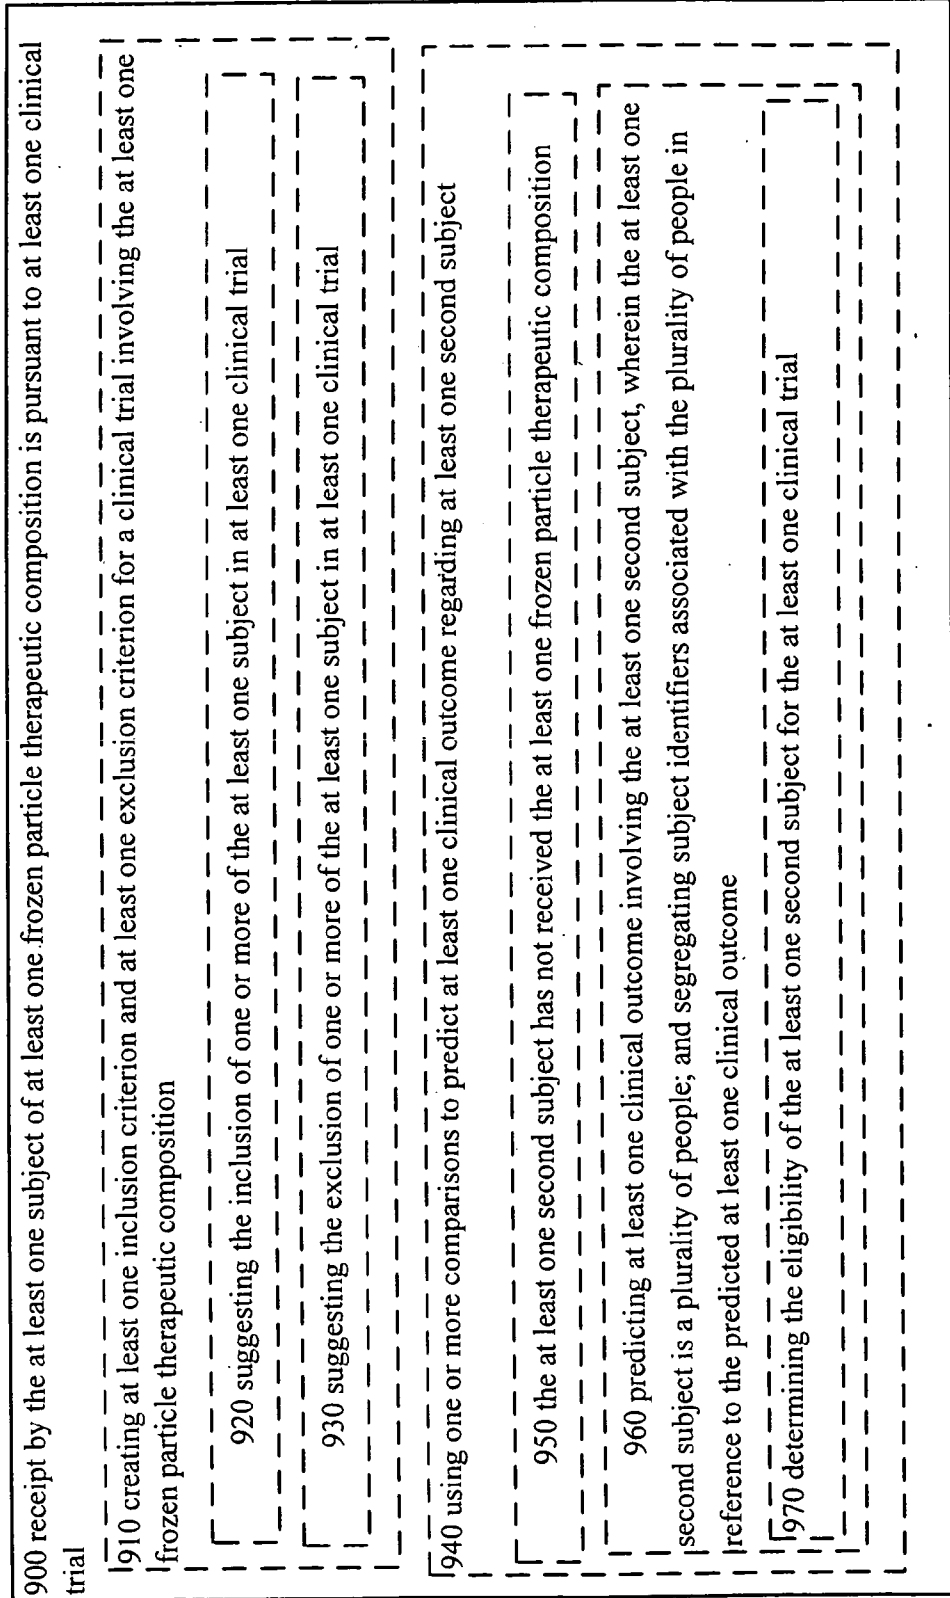 900 receipt by the at least one subject of at least one frozen particle therapeutic composition is pursuant to at least one clinical
trial
910 creating at least one inclusion criterion and at least one exclusion criterion for a clinical trial involving the at least one
frozen particle therapeutic composition
920 suggesting the inclusion of one or more of the at least one subject in at least one clinical trial
930 suggesting the exclusion of one or more of the at least one subject in at least one clinical trial
940 using one or more comparisons to predict at least one clinical outcome regarding at least one second subject
950 the at least one second subject has not received the at least one frozen particle therapeutic composition
960 predicting at least one clinical outcome involving the at least one second subject, wherein the at least one
second subject is a plurality of people; and segregating subject identifiers associated with the plurality of people in
reference to the predicted at least one clinical outcome
970 determining the eligibility of the at least one second subject for the at least one clinical trial